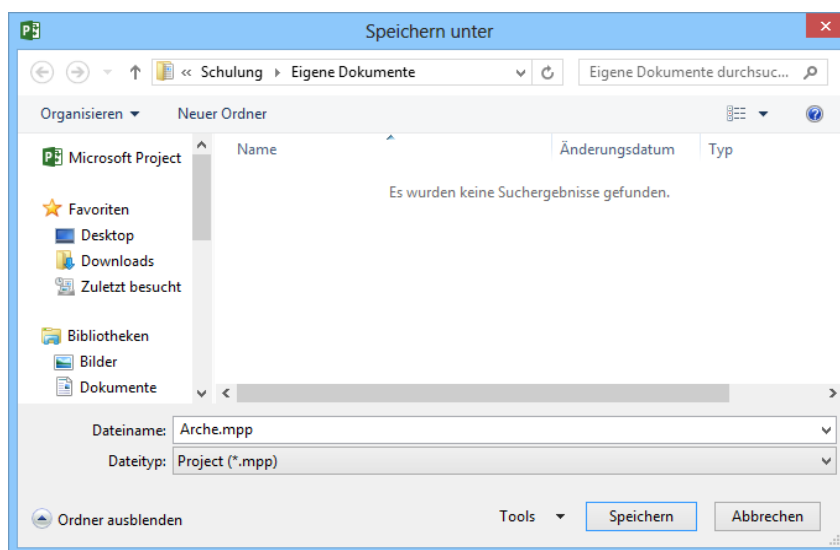 Speichern unter
« Schulung Eigene Dokumente
Eigene Dokumente durchsuc...
Organisieren Neuer Ordner
Name Änderungsdatum Typ
Microsoft Project
Es wurden keine Suchergebnisse gefunden.
Favoriten
Desktop
Downloads
Zuletzt besucht
Bibliotheken
Bilder
Dokumente
Dateiname: Arche.mpp
Dateityp: Project (*.mpp)
Ordner ausblenden Tools Speichern Abbrechen